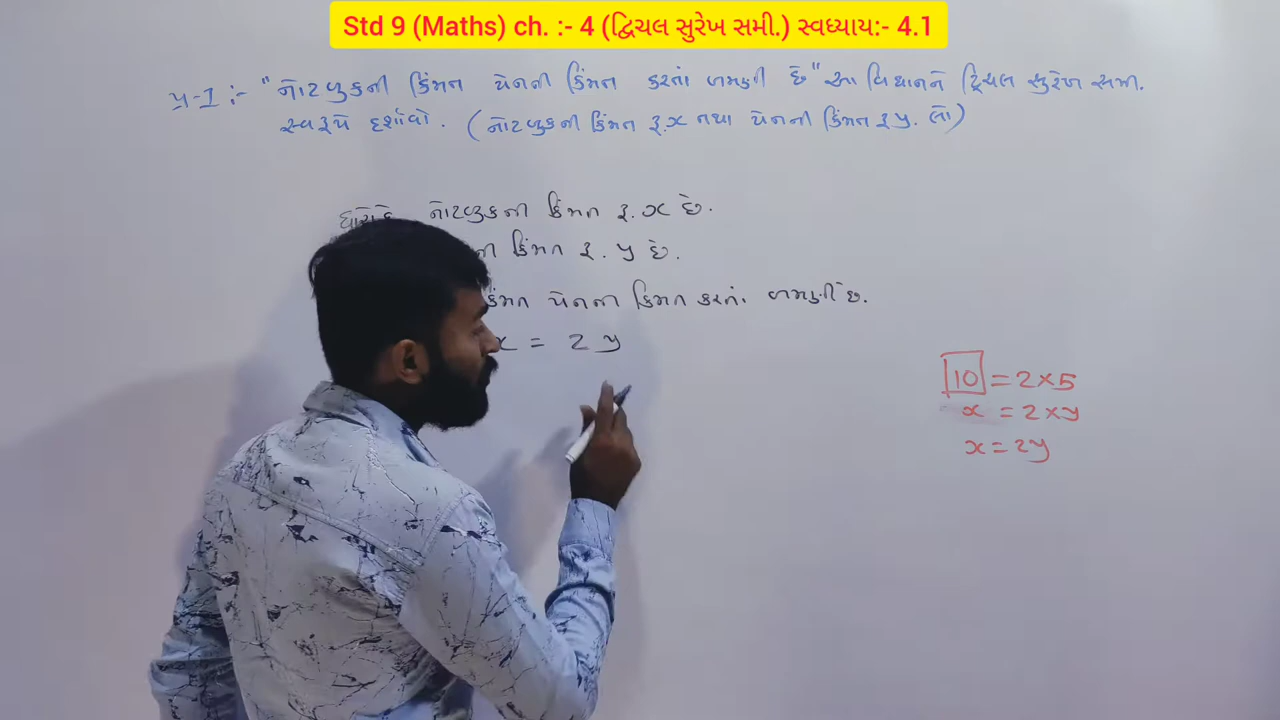 Std 9 (Maths) ch. :- 4 (દ્વિચલ સુરેખ સમી.) સ્વધ્યાય:- 4.1
પ્ર-1 :- "નોટબુકની કિંમત પેનની કિંમત કરતાં બમણી છે" આ વિધાનને દ્વિચલ સુરેખ સમી.
સ્વરૂપે દર્શાવો. (નોટબુકની કિંમત રૂ.x તથા પેનની કિંમત રૂ y. લો)
નોટબુકની કિંમત રૂ. x છે.
કિંમત રૂ. y છે.
કિંમત પેનની કિંમત કરતાં બમણી છે.
x = 2y
10 = 2×5
x = 2×y
x = 2y